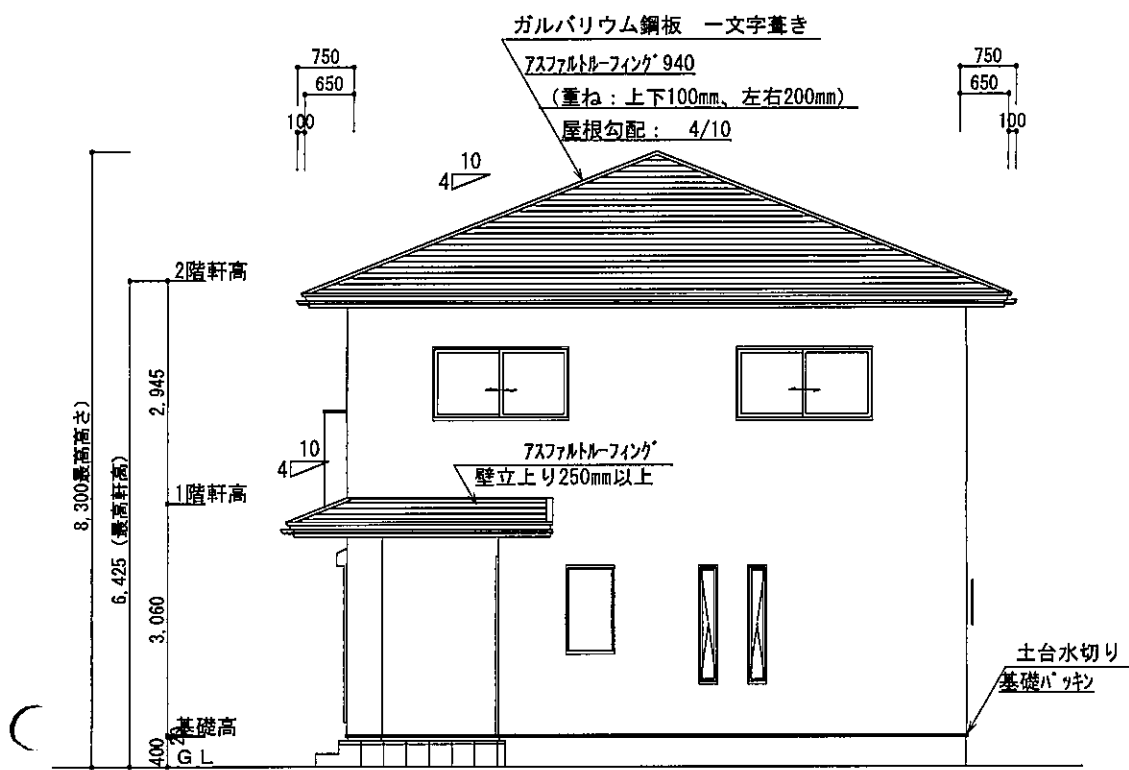 ガルバリウム鋼板 一文字葺き
アスファルトルーフィング 940
(重ね：上下100mm、左右200mm)
屋根勾配： 4/10
750
650
100
750
650
100
10
4
2階軒高
2,945
8,300最高高さ
6,425 (最高軒高)
10
4
アスファルトルーフィング
壁立上り250mm以上
1階軒高
3,060
土台水切り
基礎パッキン
基礎高
20
400
ＧＬ